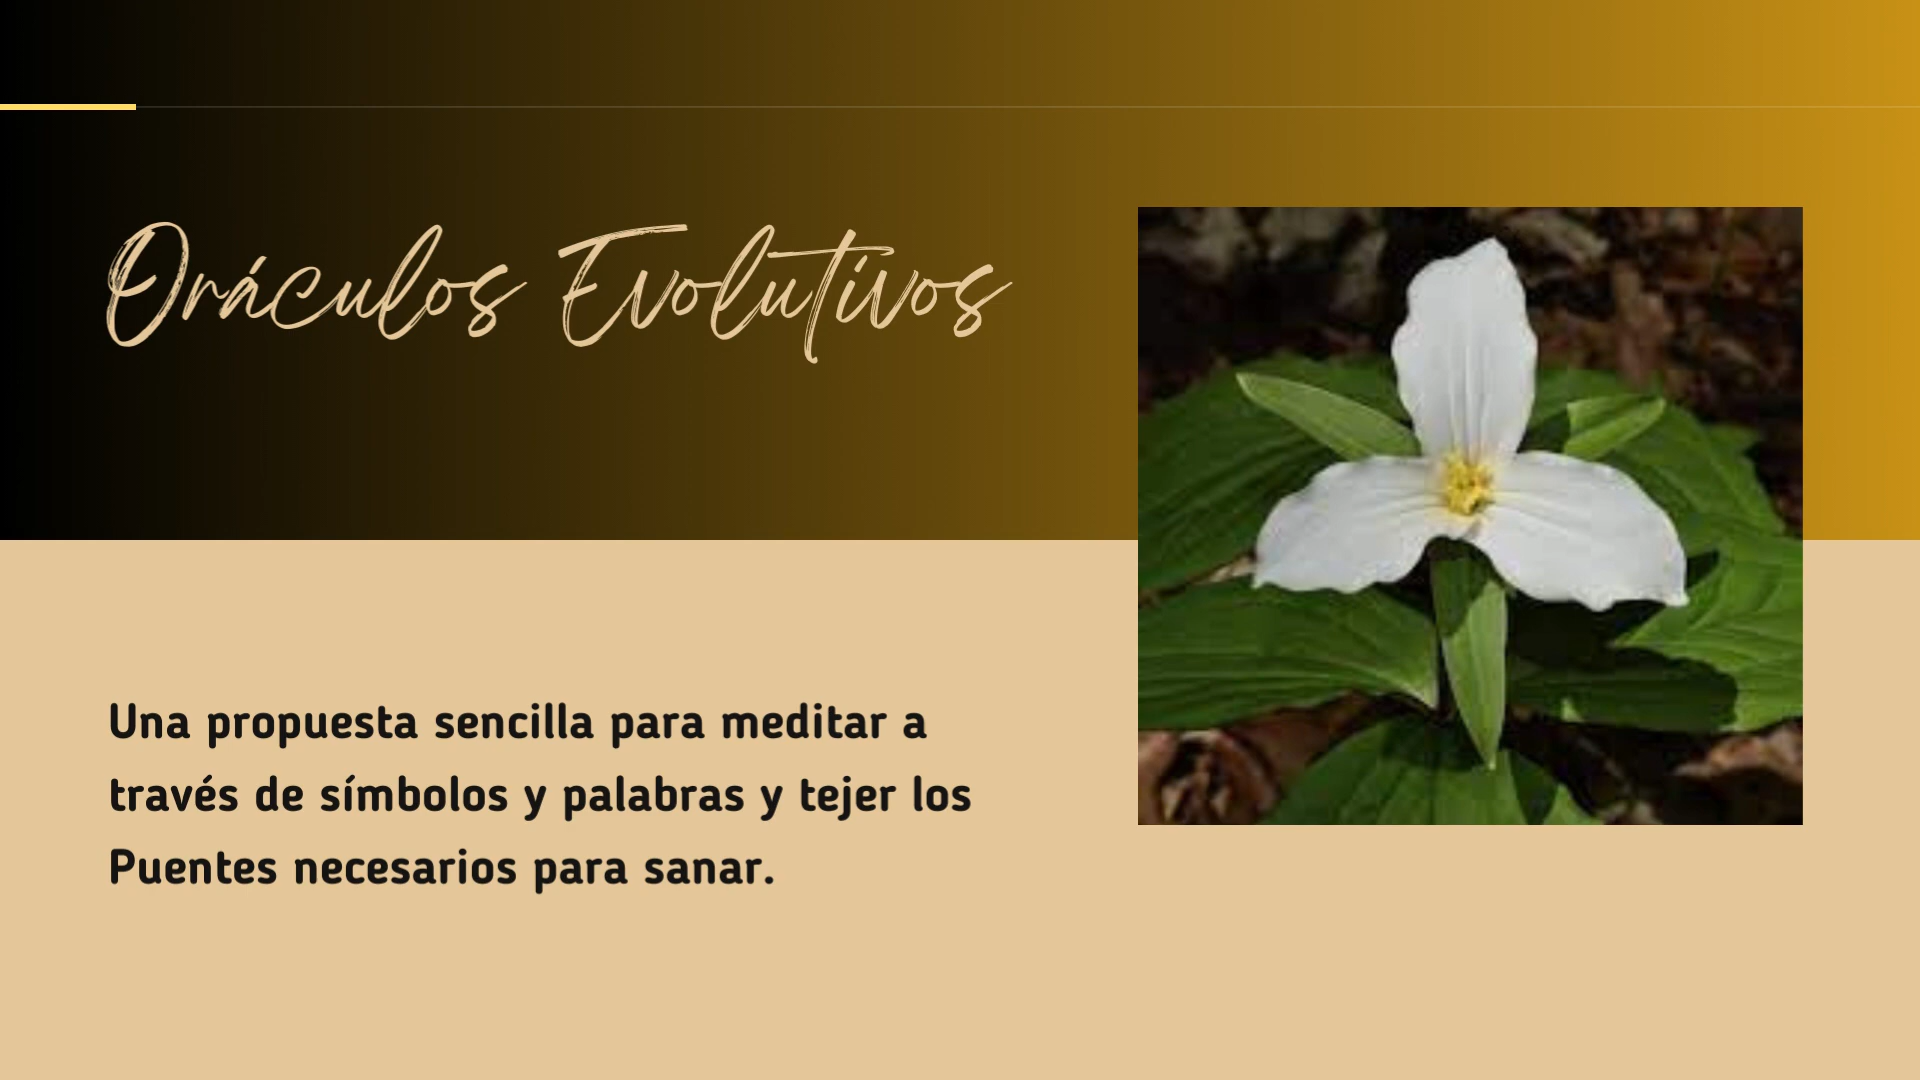 Oráculos Evolutivos
Una propuesta sencilla para meditar a
través de símbolos y palabras y tejer los
Puentes necesarios para sanar.